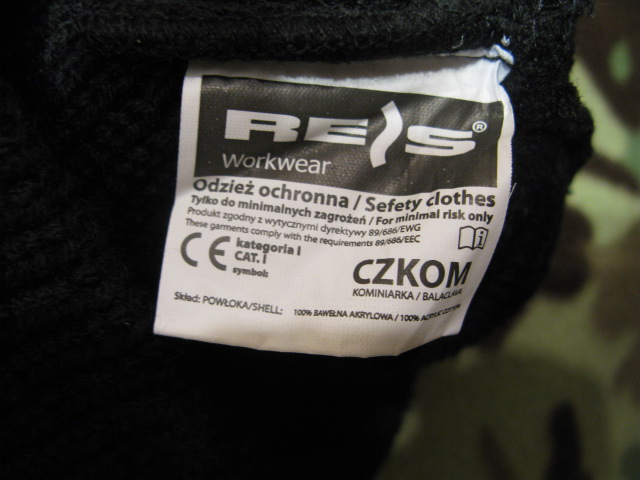 REIS®
Workwear
Odzież ochronna / Sefety clothes
Tylko do minimalnych zagrożeń / For minimal risk only
Produkt zgodny z wytycznymi dyrektywy 89/686/EWG
These garments comply with the requirements 89/686/EEC
CE kategoria I
CAT. I
symbol:
i
CZKOM
KOMINIARKA / BALACLAVA
Skład: POWŁOKA/SHELL: 100% BAWEŁNA AKRYLOWA / 100% ACRYLIC COTTON